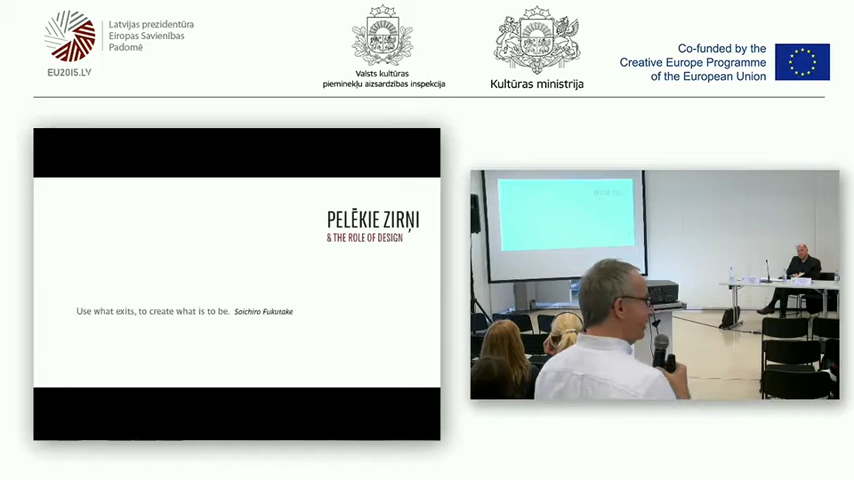 Latvijas prezidentūra
Eiropas Savienības
Padomē
EU2015.LV
Valsts kultūras
pieminekļu aizsardzības inspekcija
Kultūras ministrija
Co-funded by the
Creative Europe Programme
of the European Union
PELĒKIE ZIRŅI
& THE ROLE OF DESIGN
Use what exits, to create what is to be. Soichiro Fukutake